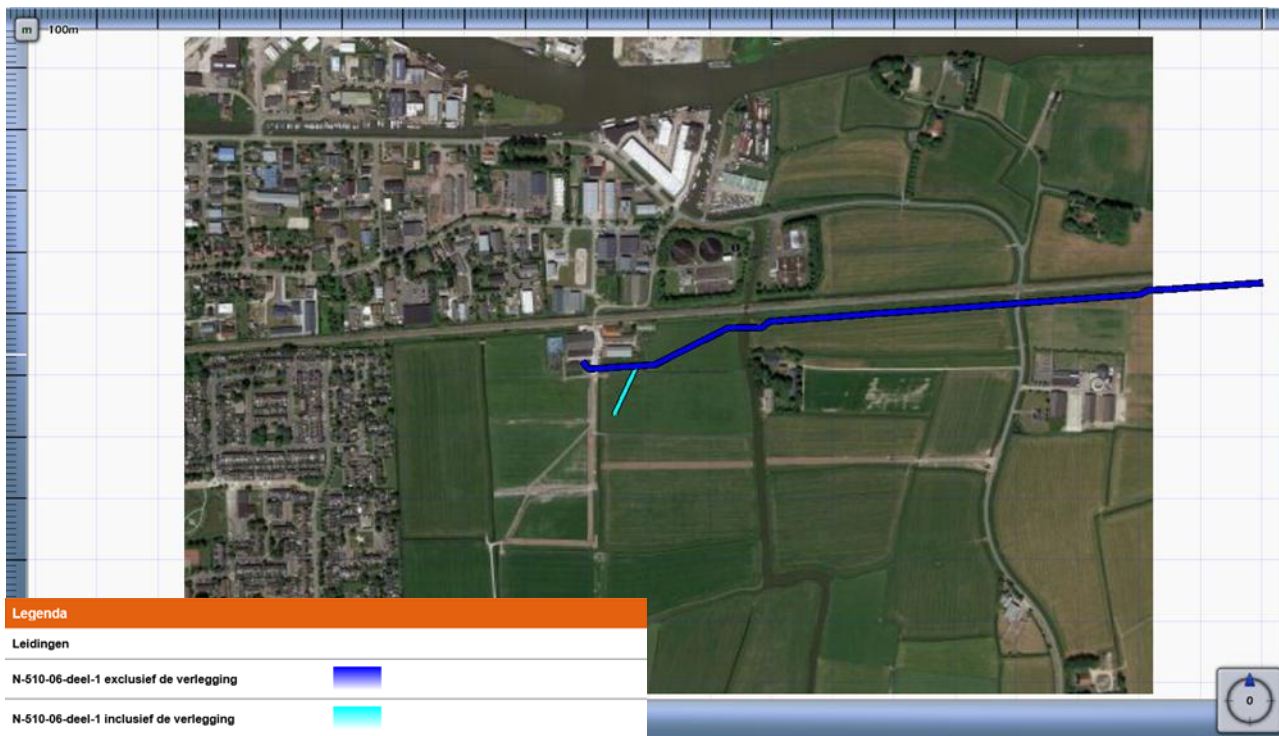 m 100m
Legenda
Leidingen
N-510-06-deel-1 exclusief de verlegging
N-510-06-deel-1 inclusief de verlegging
0